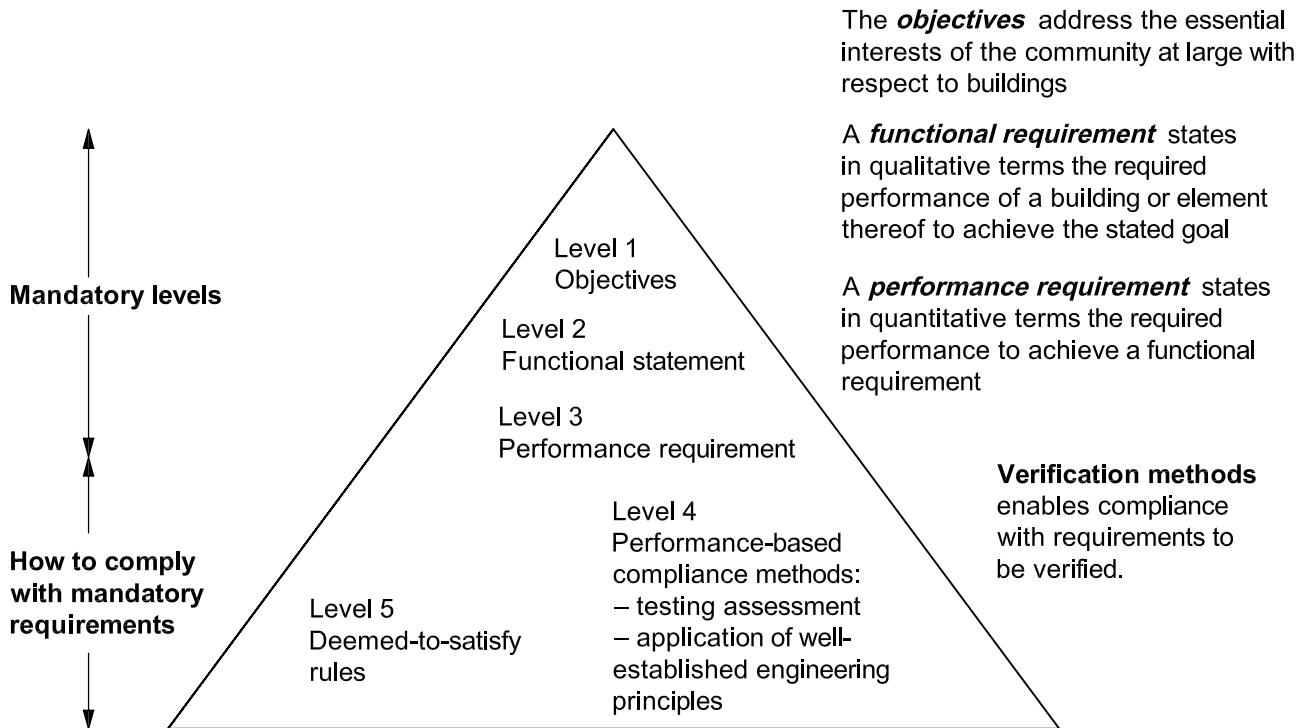 The objectives address the essential
interests of the community at large with
respect to buildings
A functional requirement states
in qualitative terms the required
performance of a building or element
thereof to achieve the stated goal
A performance requirement states
in quantitative terms the required
performance to achieve a functional
requirement
Mandatory levels
Level 1
Objectives
Level 2
Functional statement
Level 3
Performance requirement
How to comply
with mandatory
requirements
Level 5
Deemed-to-satisfy
rules
Level 4
Performance-based
compliance methods:
– testing assessment
– application of well-
established engineering
principles
Verification methods
enables compliance
with requirements to
be verified.